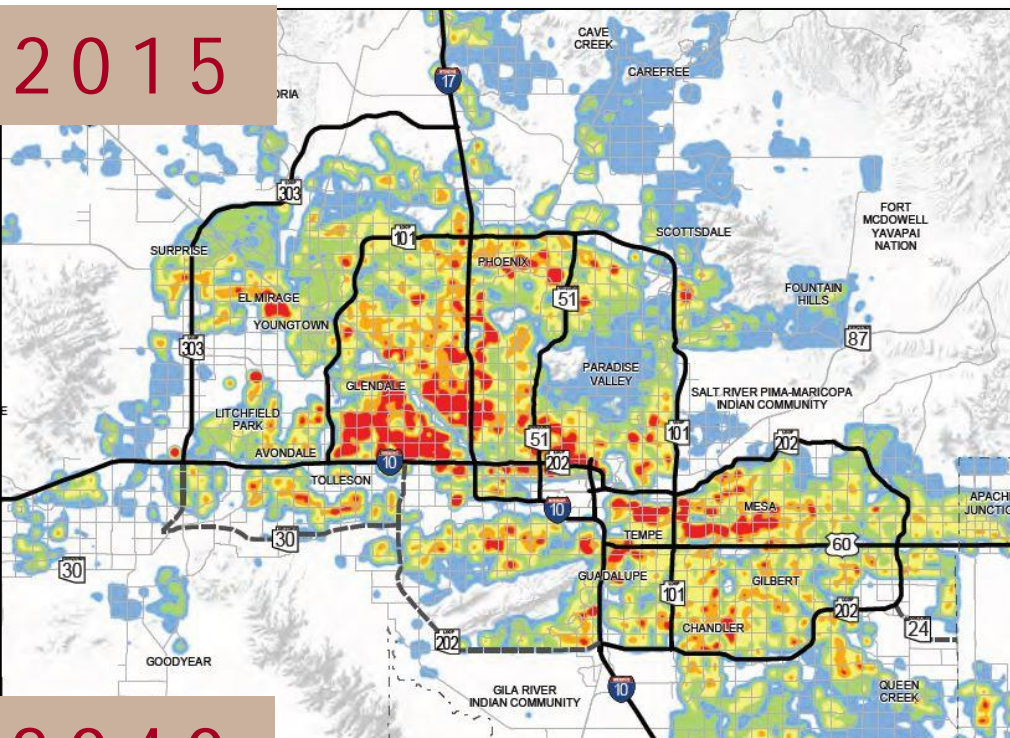 2015
CAVE
CREEK
17
CAREFREE
ORIA
303
FORT
MCDOWELL
YAVAPAI
NATION
SCOTTSDALE
101
SURPRISE
PHOENIX
FOUNTAIN
HILLS
EL MIRAGE
51
YOUNGTOWN
87
303
PARADISE
VALLEY
GLENDALE
SALT RIVER PIMA-MARICOPA
INDIAN COMMUNITY
E
LITCHFIELD
PARK
101
51
202
AVONDALE
10
202
TOLLESON
APACHE
JUNCTIO
MESA
10
TEMPE
30
60
30
GUADALUPE
GILBERT
101
202
CHANDLER
24
202
GOODYEAR
10
GILA RIVER
INDIAN COMMUNITY
QUEEN
CREEK